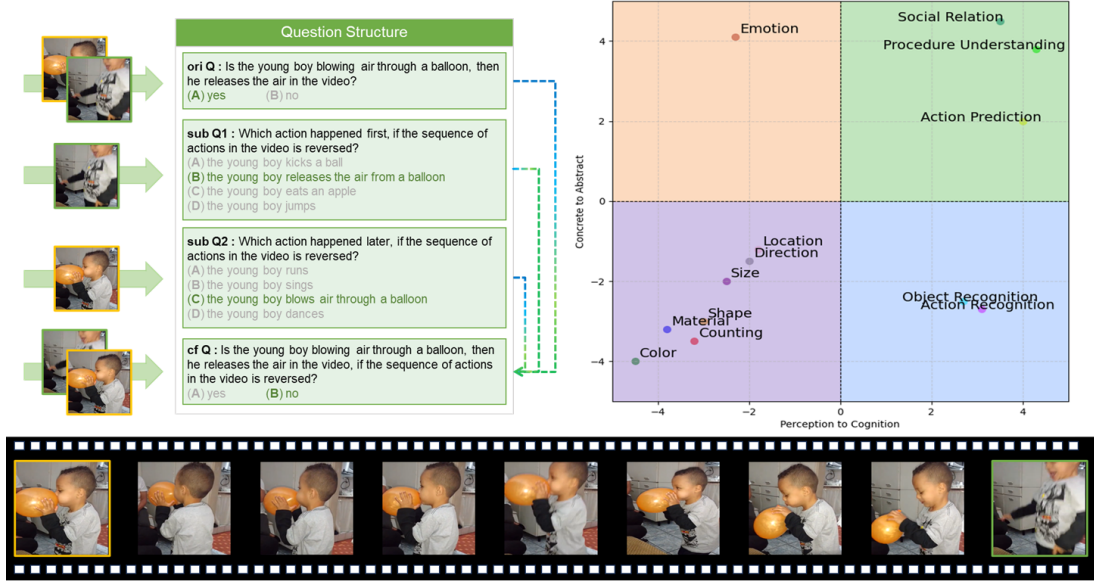 Question Structure
ori Q : Is the young boy blowing air through a balloon, then
he releases the air in the video?
(A) yes (B) no
sub Q1 : Which action happened first, if the sequence of
actions in the video is reversed?
(A) the young boy kicks a ball
(B) the young boy releases the air from a balloon
(C) the young boy eats an apple
(D) the young boy jumps
sub Q2 : Which action happened later, if the sequence of
actions in the video is reversed?
(A) the young boy runs
(B) the young boy sings
(C) the young boy blows air through a balloon
(D) the young boy dances
cf Q : Is the young boy blowing air through a balloon, then
he releases the air in the video, if the sequence of actions
in the video is reversed?
(A) yes (B) no
Concrete to Abstract
4
2
0
−2
−4
Emotion
Social Relation
Procedure Understanding
Action Prediction
Location
Direction
Size
Object Recognition
Action Recognition
Shape
Material
Counting
Color
−4 −2 0 2 4
Perception to Cognition